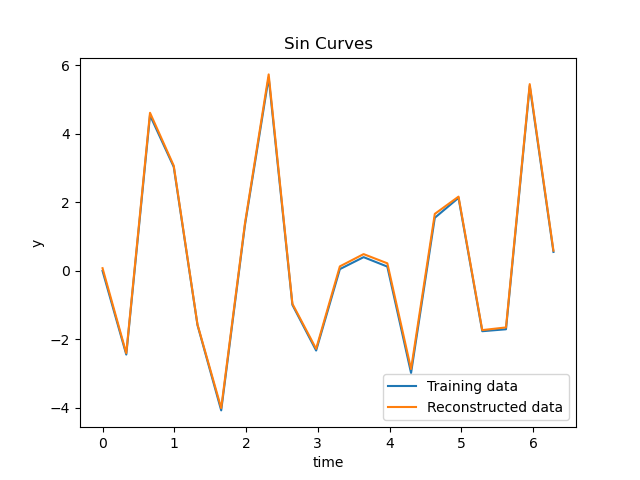 Sin Curves
6
4
2
0
−2
−4
y
0 1 2 3 4 5 6
time
Training data
Reconstructed data